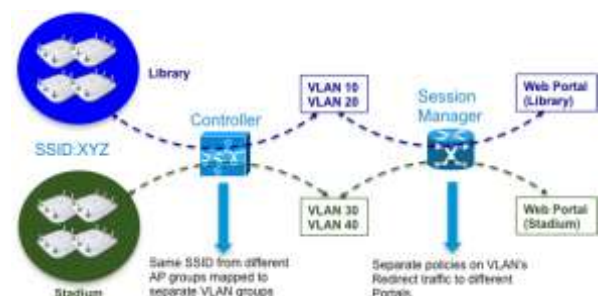 Library
Controller
VLAN 10
VLAN 20
Session
Manager
Web Portal
(Library)
SSID:XYZ
VLAN 30
VLAN 40
Web Portal
(Stadium)
Stadium
Same SSID from different
AP groups mapped to
separate VLAN groups
Separate policies on VLAN's
Redirect traffic to different
Portals